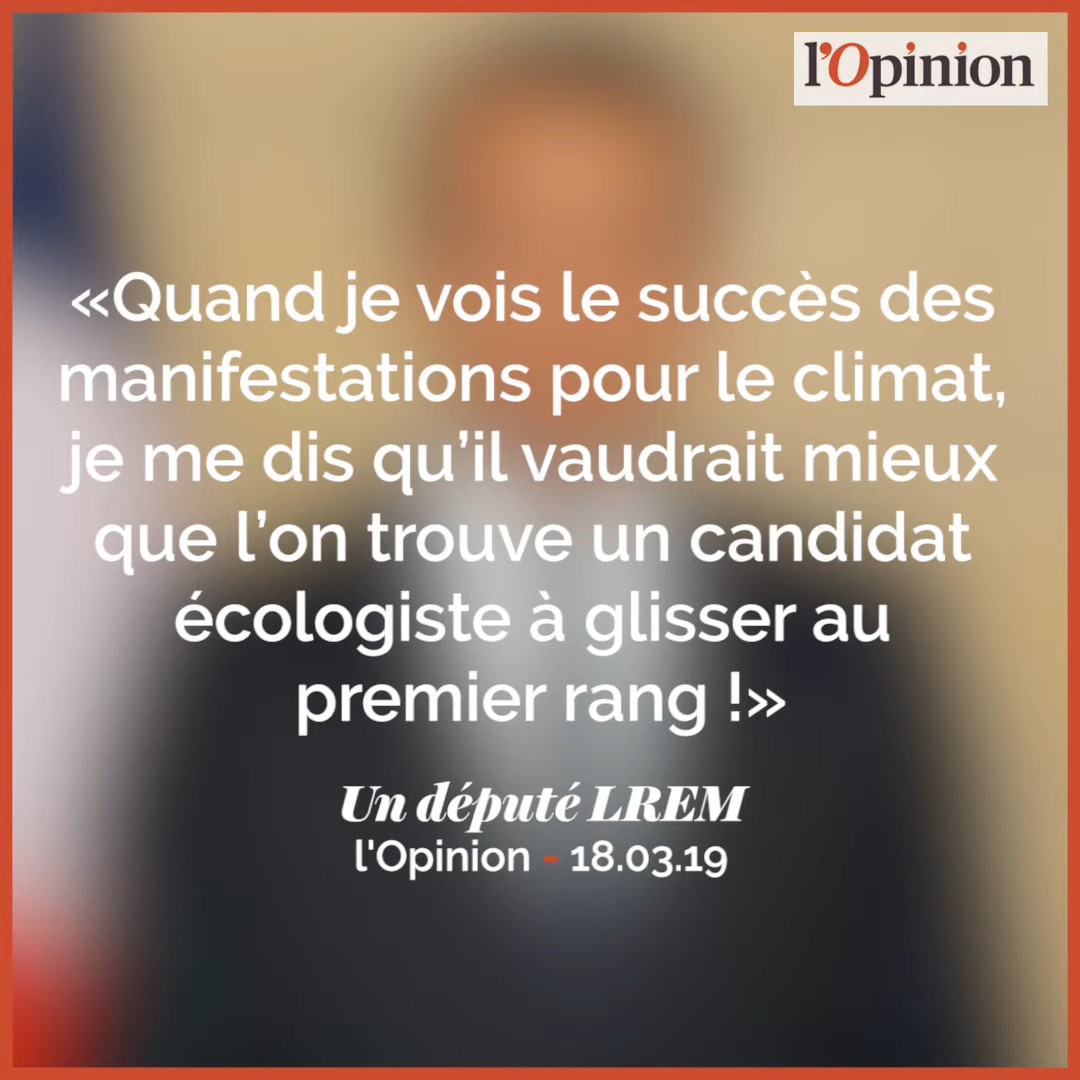 l'Opinion
«Quand je vois le succès des
manifestations pour le climat,
je me dis qu’il vaudrait mieux
que l’on trouve un candidat
écologiste à glisser au
premier rang !»
Un député LREM
l'Opinion - 18.03.19